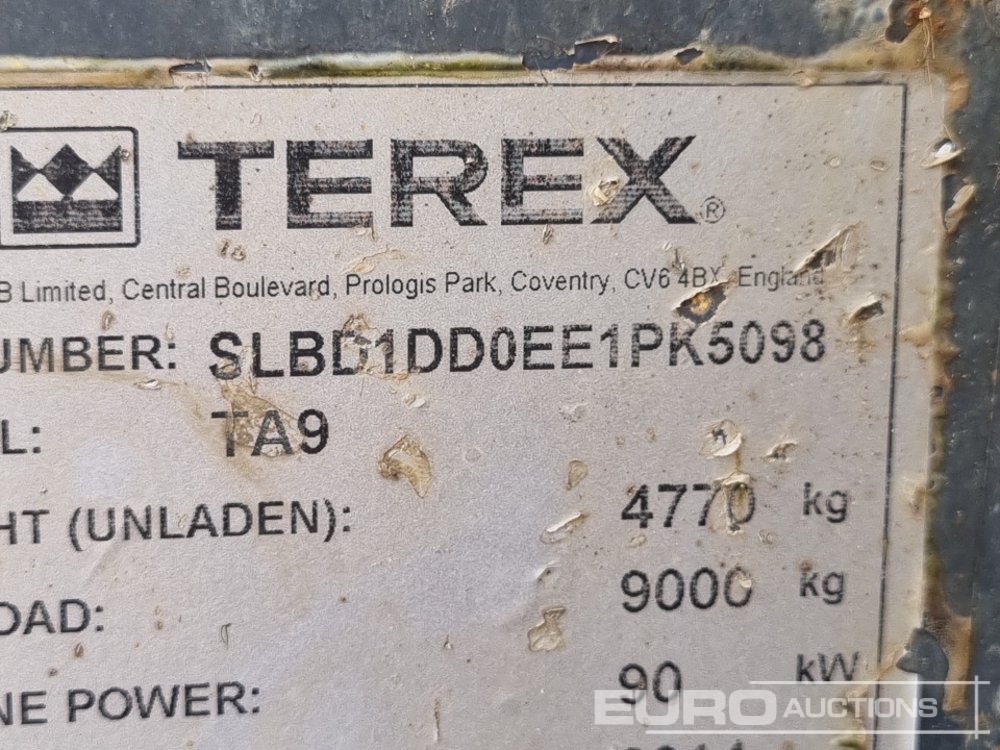 TEREX®
B Limited, Central Boulevard, Prologis Park, Coventry, CV6 4BX, England
UMBER: SLBD1DD0EE1PK5098
L: TA9
HT (UNLADEN): 4770 kg
OAD: 9000 kg
NE POWER: 90 kW
EURO AUCTIONS